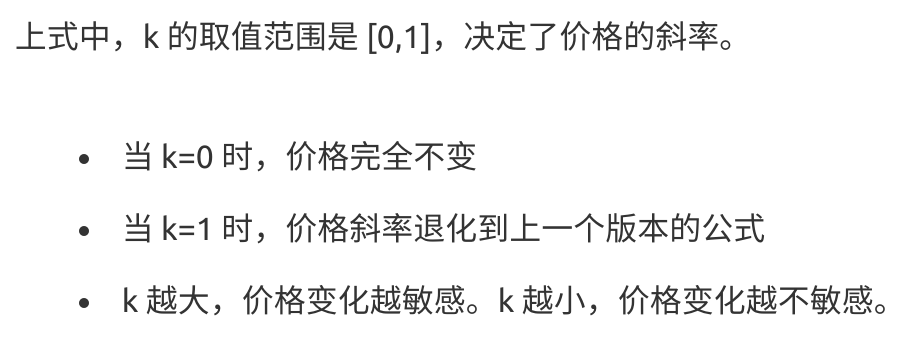 上式中，k 的取值范围是 [0,1]，决定了价格的斜率。
• 当 k=0 时，价格完全不变
• 当 k=1 时，价格斜率退化到上一个版本的公式
• k 越大，价格变化越敏感。k 越小，价格变化越不敏感。